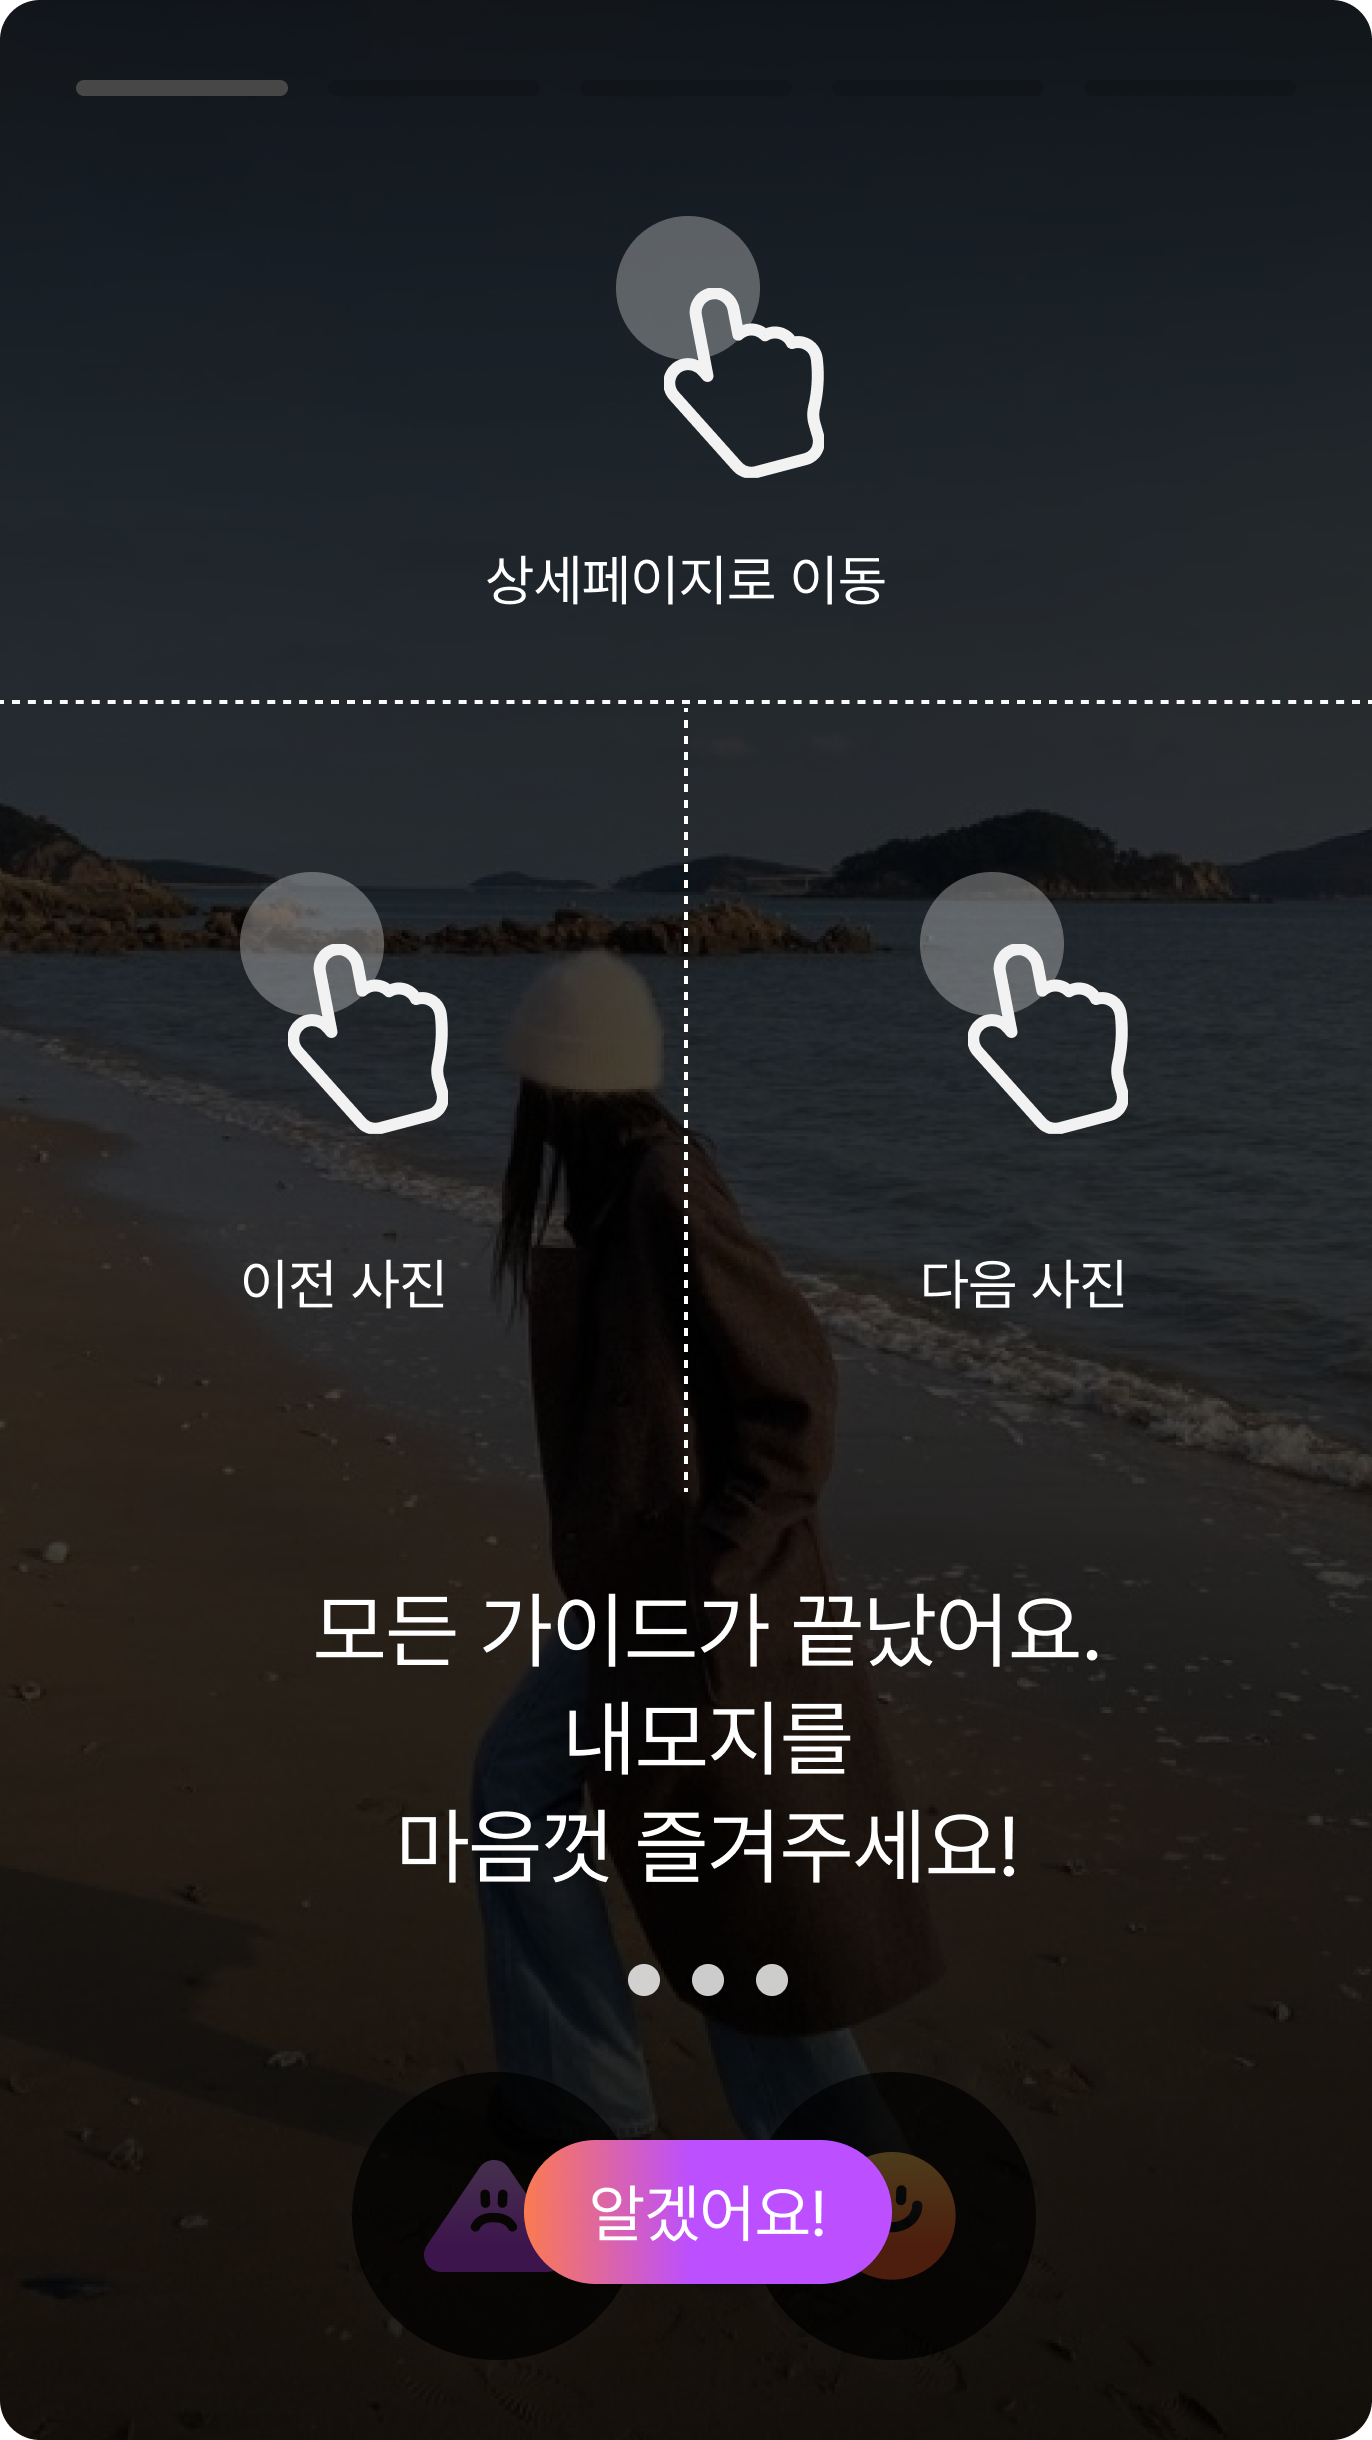 상세페이지로 이동
이전 사진
다음 사진
모든 가이드가 끝났어요.
내모지를
마음껏 즐겨주세요!
알겠어요!